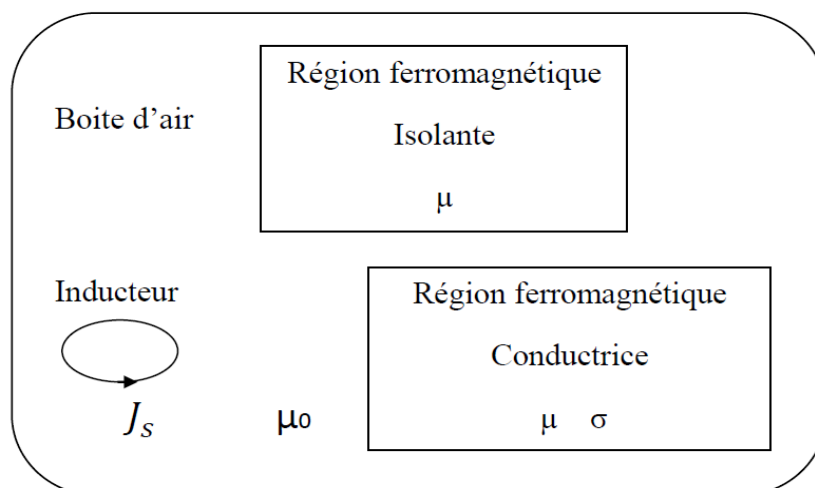 Région ferromagnétique
Boite d'air
Isolante
μ
Inducteur
Région ferromagnétique
Conductrice
J_S
μ₀
μ σ